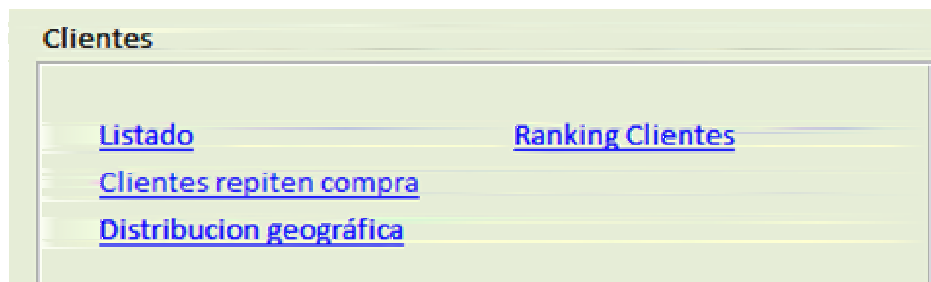 Clientes
Listado
Ranking Clientes
Clientes repiten compra
Distribucion geográfica